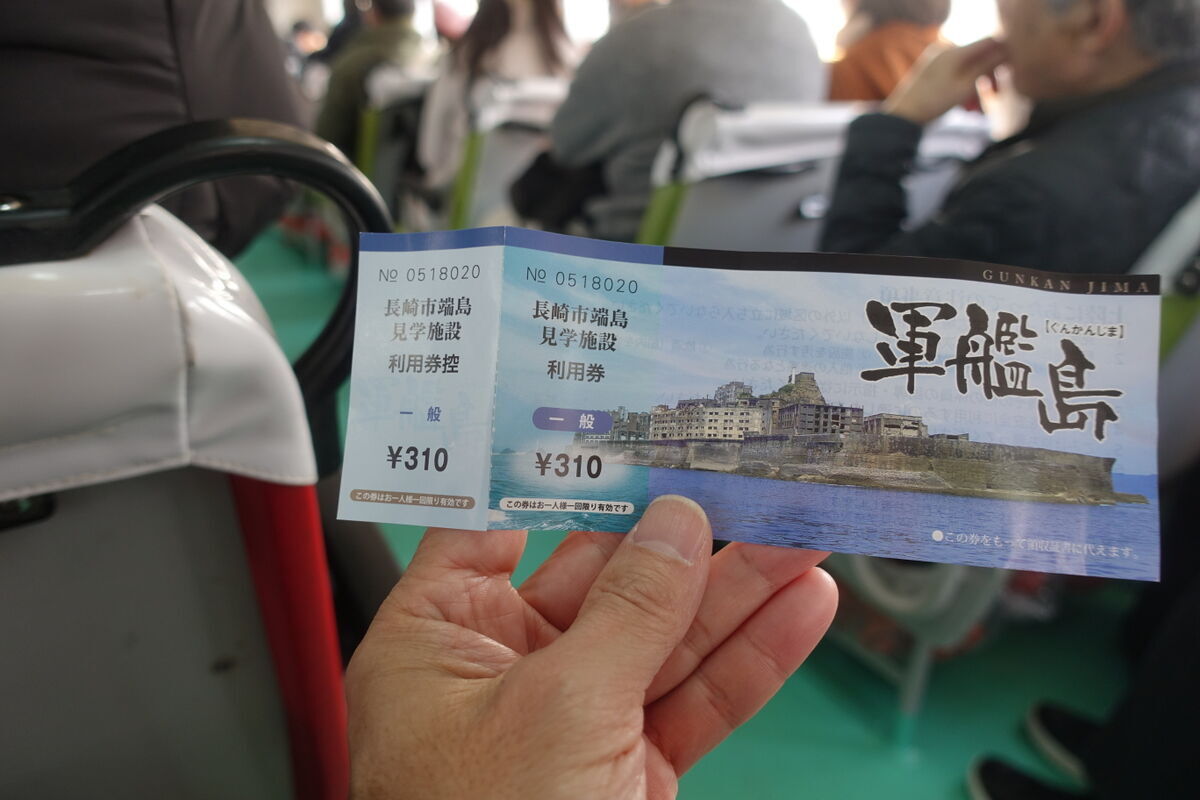 № 0518020
長崎市端島
見学施設
利用券控
一般
¥310
この券はお一人様一回限り有効です
№ 0518020
長崎市端島
見学施設
利用券
一般
¥310
この券はお一人様一回限り有効です
GUNKAN JIMA
軍艦島
【ぐんかんじま】
●この券をもって領収証書に代えます。